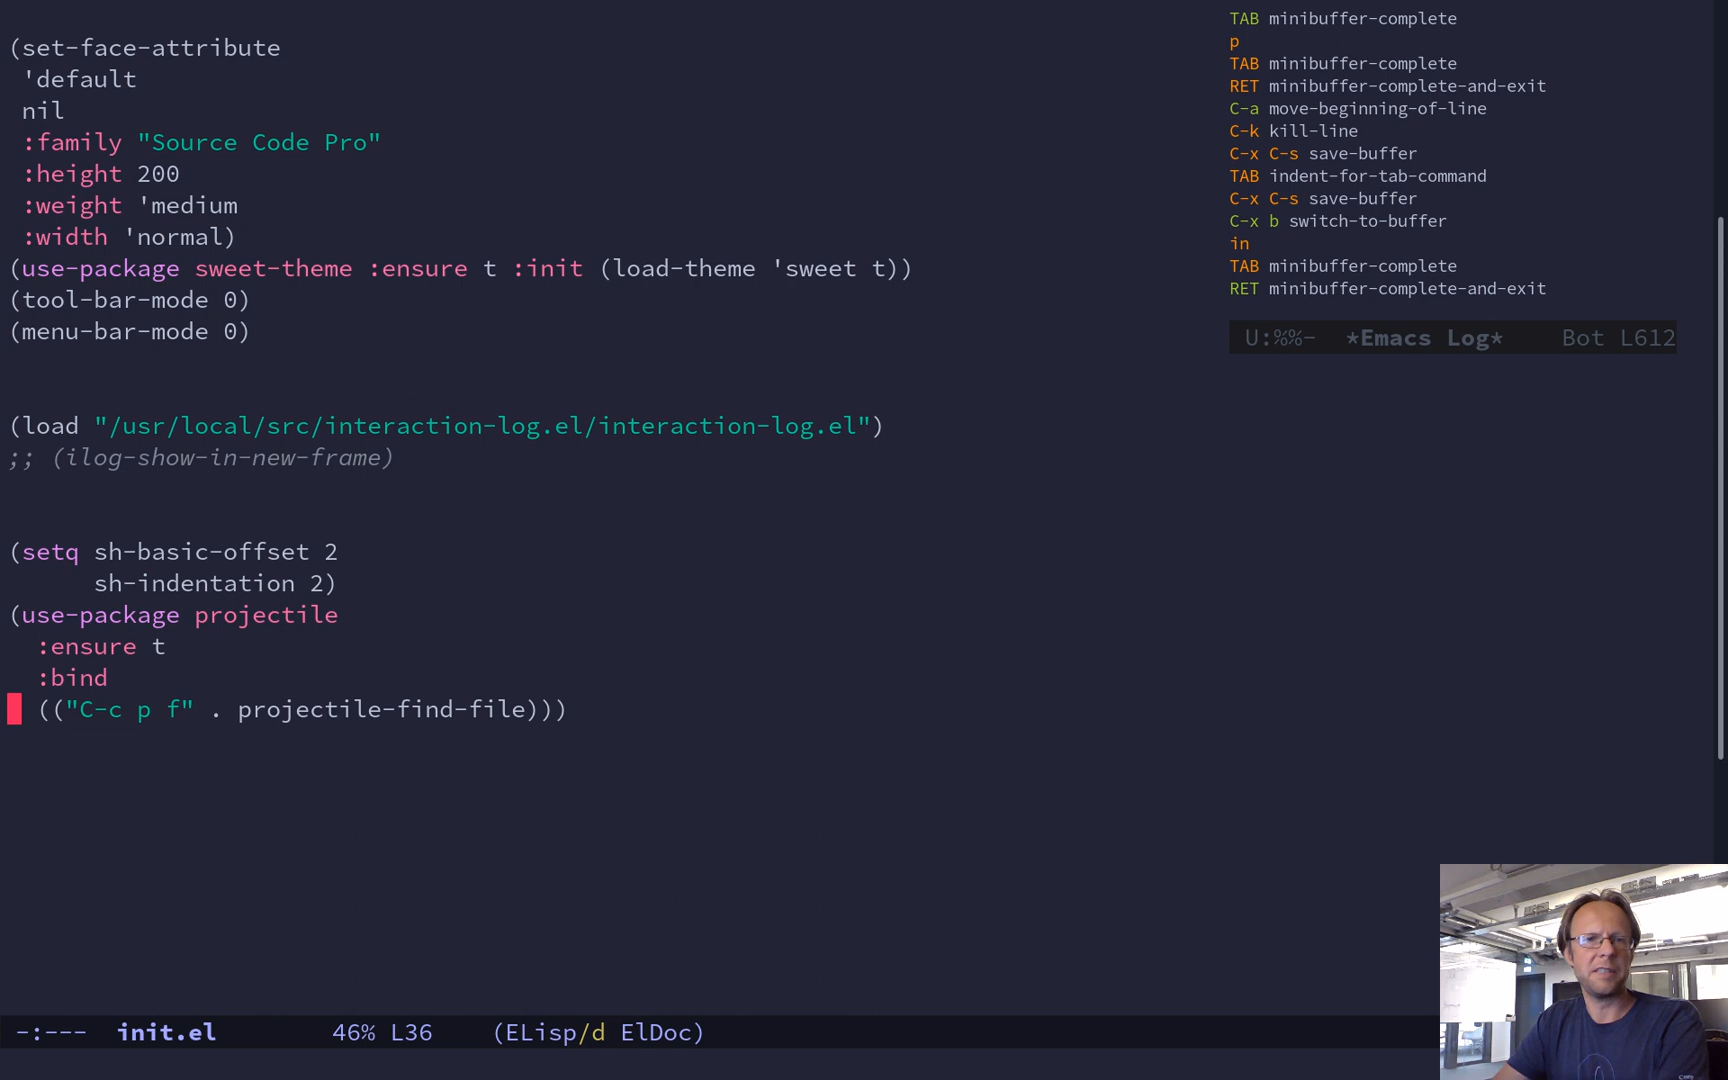 (set-face-attribute
 'default
 nil
 :family "Source Code Pro"
 :height 200
 :weight 'medium
 :width 'normal)
(use-package sweet-theme :ensure t :init (load-theme 'sweet t))
(tool-bar-mode 0)
(menu-bar-mode 0)
(load "/usr/local/src/interaction-log.el/interaction-log.el")
;; (ilog-show-in-new-frame)
(setq sh-basic-offset 2
      sh-indentation 2)
(use-package projectile
  :ensure t
  :bind
  (("C-c p f" . projectile-find-file)))
-:---  init.el        46% L36    (ELisp/d ElDoc)
TAB minibuffer-complete
p
TAB minibuffer-complete
RET minibuffer-complete-and-exit
C-a move-beginning-of-line
C-k kill-line
C-x C-s save-buffer
TAB indent-for-tab-command
C-x C-s save-buffer
C-x b switch-to-buffer
in
TAB minibuffer-complete
RET minibuffer-complete-and-exit
U:%%-  *Emacs Log*    Bot L612